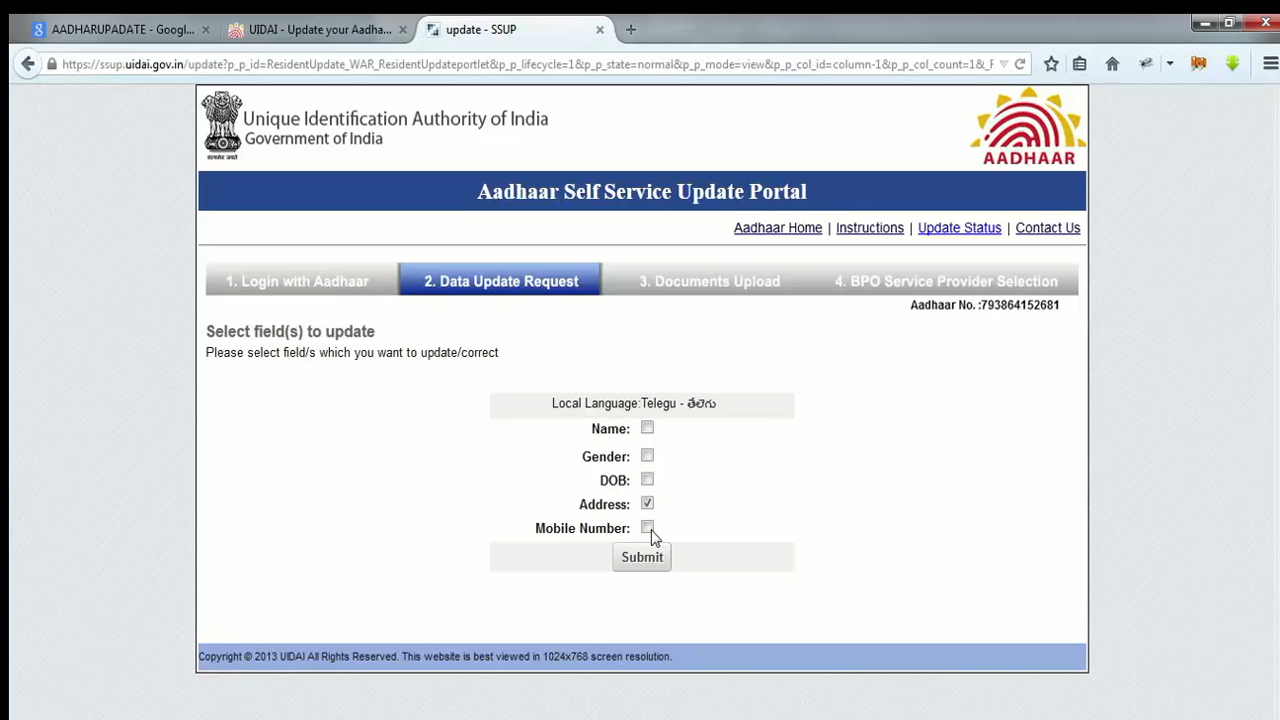 AADHARUPADATE - Googl...
UIDAI - Update your Aadha...
update - SSUP
https://ssup.uidai.gov.in/update?p_p_id=ResidentUpdate_WAR_ResidentUpdateportlet&p_p_lifecycle=1&p_p_state=normal&p_p_mode=view&p_p_col_id=column-1&p_p_col_count=1&_F
Unique Identification Authority of India
Government of India
सत्यमेव जयते
AADHAAR
Aadhaar Self Service Update Portal
Aadhaar Home | Instructions | Update Status | Contact Us
1. Login with Aadhaar 2. Data Update Request 3. Documents Upload 4. BPO Service Provider Selection
Aadhaar No. :793864152681
Select field(s) to update
Please select field/s which you want to update/correct
Local Language:Telegu - తేలెగు
Name:
Gender:
DOB:
Address:
Mobile Number:
Submit
Copyright © 2013 UIDAI All Rights Reserved. This website is best viewed in 1024x768 screen resolution.